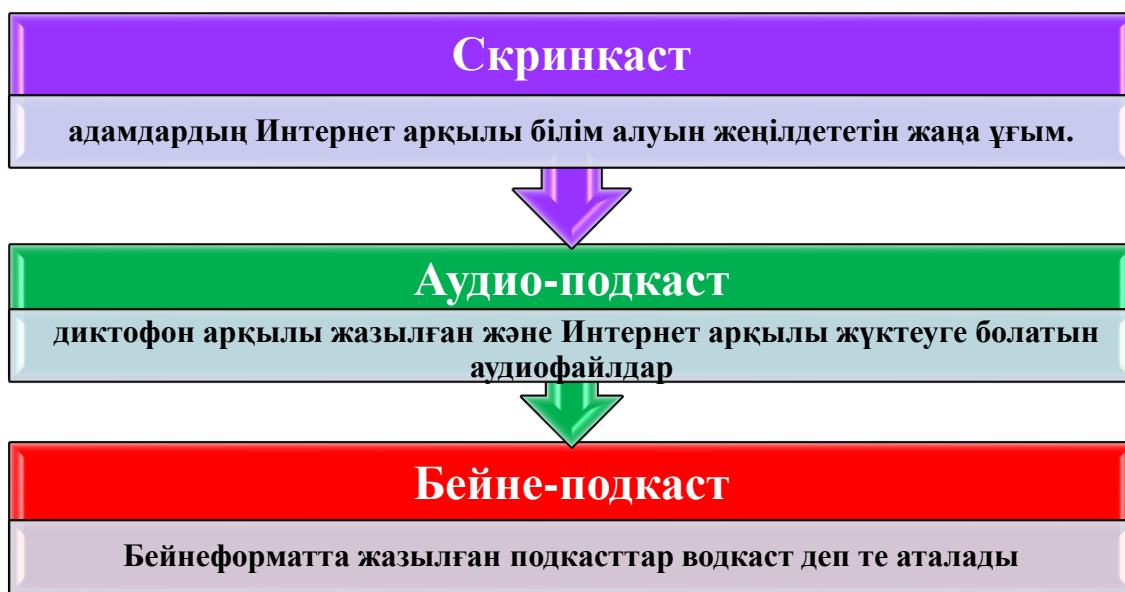 Скринкаст
адамдардың Интернет арқылы білім алуын жеңілдететін жаңа ұғым.
Аудио-подкаст
диктофон арқылы жазылған және Интернет арқылы жүктеуге болатын
аудиофайлдар
Бейне-подкаст
Бейнеформатта жазылған подкасттар водкаст деп те аталады